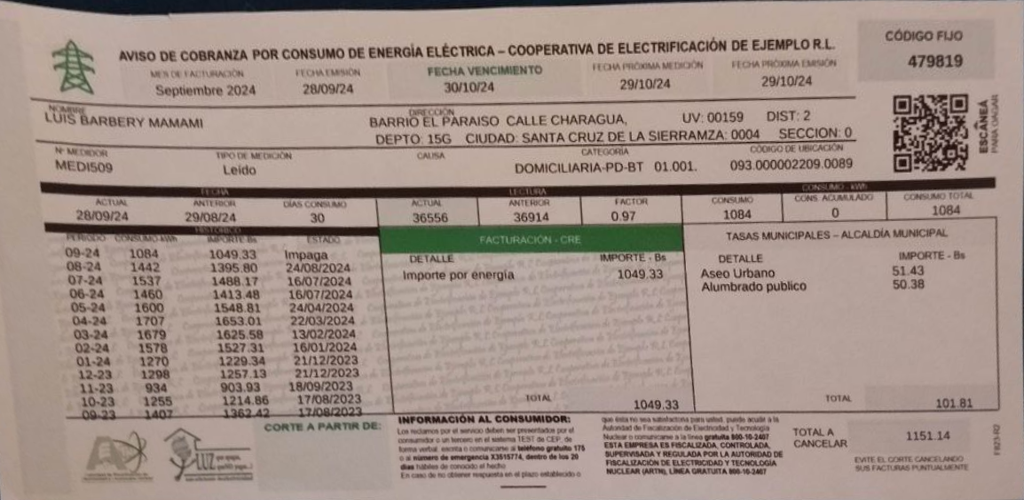 AVISO DE COBRANZA POR CONSUMO DE ENERGÍA ELÉCTRICA – COOPERATIVA DE ELECTRIFICACIÓN DE EJEMPLO R.L.
CÓDIGO FIJO
479819
MES DE FACTURACIÓN FECHA EMISIÓN FECHA VENCIMIENTO FECHA PRÓXIMA MEDICIÓN FECHA PRÓXIMA EMISIÓN
Septiembre 2024 28/09/24 30/10/24 29/10/24 29/10/24
NOMBRE DIRECCIÓN
LUIS BARBERY MAMAMI BARRIO EL PARAISO CALLE CHARAGUA, UV: 00159 DIST: 2
DEPTO: 15G CIUDAD: SANTA CRUZ DE LA SIERRAMZA: 0004 SECCION: 0
ESCÁNEA PARA PAGAR
N° MEDIDOR TIPO DE MEDICIÓN CAUSA CATEGORÍA CÓDIGO DE UBICACIÓN
MEDI509 Leído DOMICILIARIA-PD-BT 01.001. 093.000002209.0089
FECHA LECTURA CONSUMO - kWh
ACTUAL ANTERIOR DÍAS CONSUMO ACTUAL ANTERIOR FACTOR CONSUMO CONS. ACUMULADO CONSUMO TOTAL
28/09/24 29/08/24 30 36556 36914 0.97 1084 0 1084
HISTÓRICO FACTURACIÓN - CRE TASAS MUNICIPALES – ALCALDÍA MUNICIPAL
PERIODO CONSUMO kWh IMPORTE-Bs ESTADO
DETALLE IMPORTE - Bs DETALLE IMPORTE - Bs
09-24 1084 1049.33 Impaga
Importe por energía 1049.33 Aseo Urbano 51.43
Alumbrado publico 50.38
08-24 1442 1395.80 24/08/2024
07-24 1537 1488.17 16/07/2024
06-24 1460 1413.48 16/07/2024
05-24 1600 1548.81 24/04/2024
04-24 1707 1653.01 22/03/2024
03-24 1679 1625.58 13/02/2024
02-24 1578 1527.31 16/01/2024
01-24 1270 1229.34 21/12/2023
12-23 1298 1257.13 21/12/2023
11-23 934 903.93 18/09/2023
10-23 1255 1214.86 17/08/2023
09-23 1407 1362.42 17/08/2023
TOTAL 1049.33 TOTAL 101.81
CORTE A PARTIR DE:
INFORMACIÓN AL CONSUMIDOR:
Los reclamos por el servicio deben ser presentados por el
consumidor o un tercero en el sistema TEST de CEP, de
forma verbal, escrita o comunicarse al teléfono gratuito 175
o al número de emergencia X3515774, dentro de los 20
días hábiles de conocido el hecho
En caso de no obtener respuesta en el plazo establecido o
que ésta no sea satisfactoria para usted, puede acudir a la
Autoridad de Fiscalización de Electricidad y Tecnología
Nuclear o comunicarse a la línea gratuita 800-10-2407
ESTA EMPRESA ES FISCALIZADA, CONTROLADA,
SUPERVISADA Y REGULADA POR LA AUTORIDAD DE
FISCALIZACIÓN DE ELECTRICIDAD Y TECNOLOGÍA
NUCLEAR (ARTN), LÍNEA GRATUITA 800-10-2407
TOTAL A CANCELAR 1151.14
EVITE EL CORTE CANCELANDO
SUS FACTURAS PUNTUALMENTE